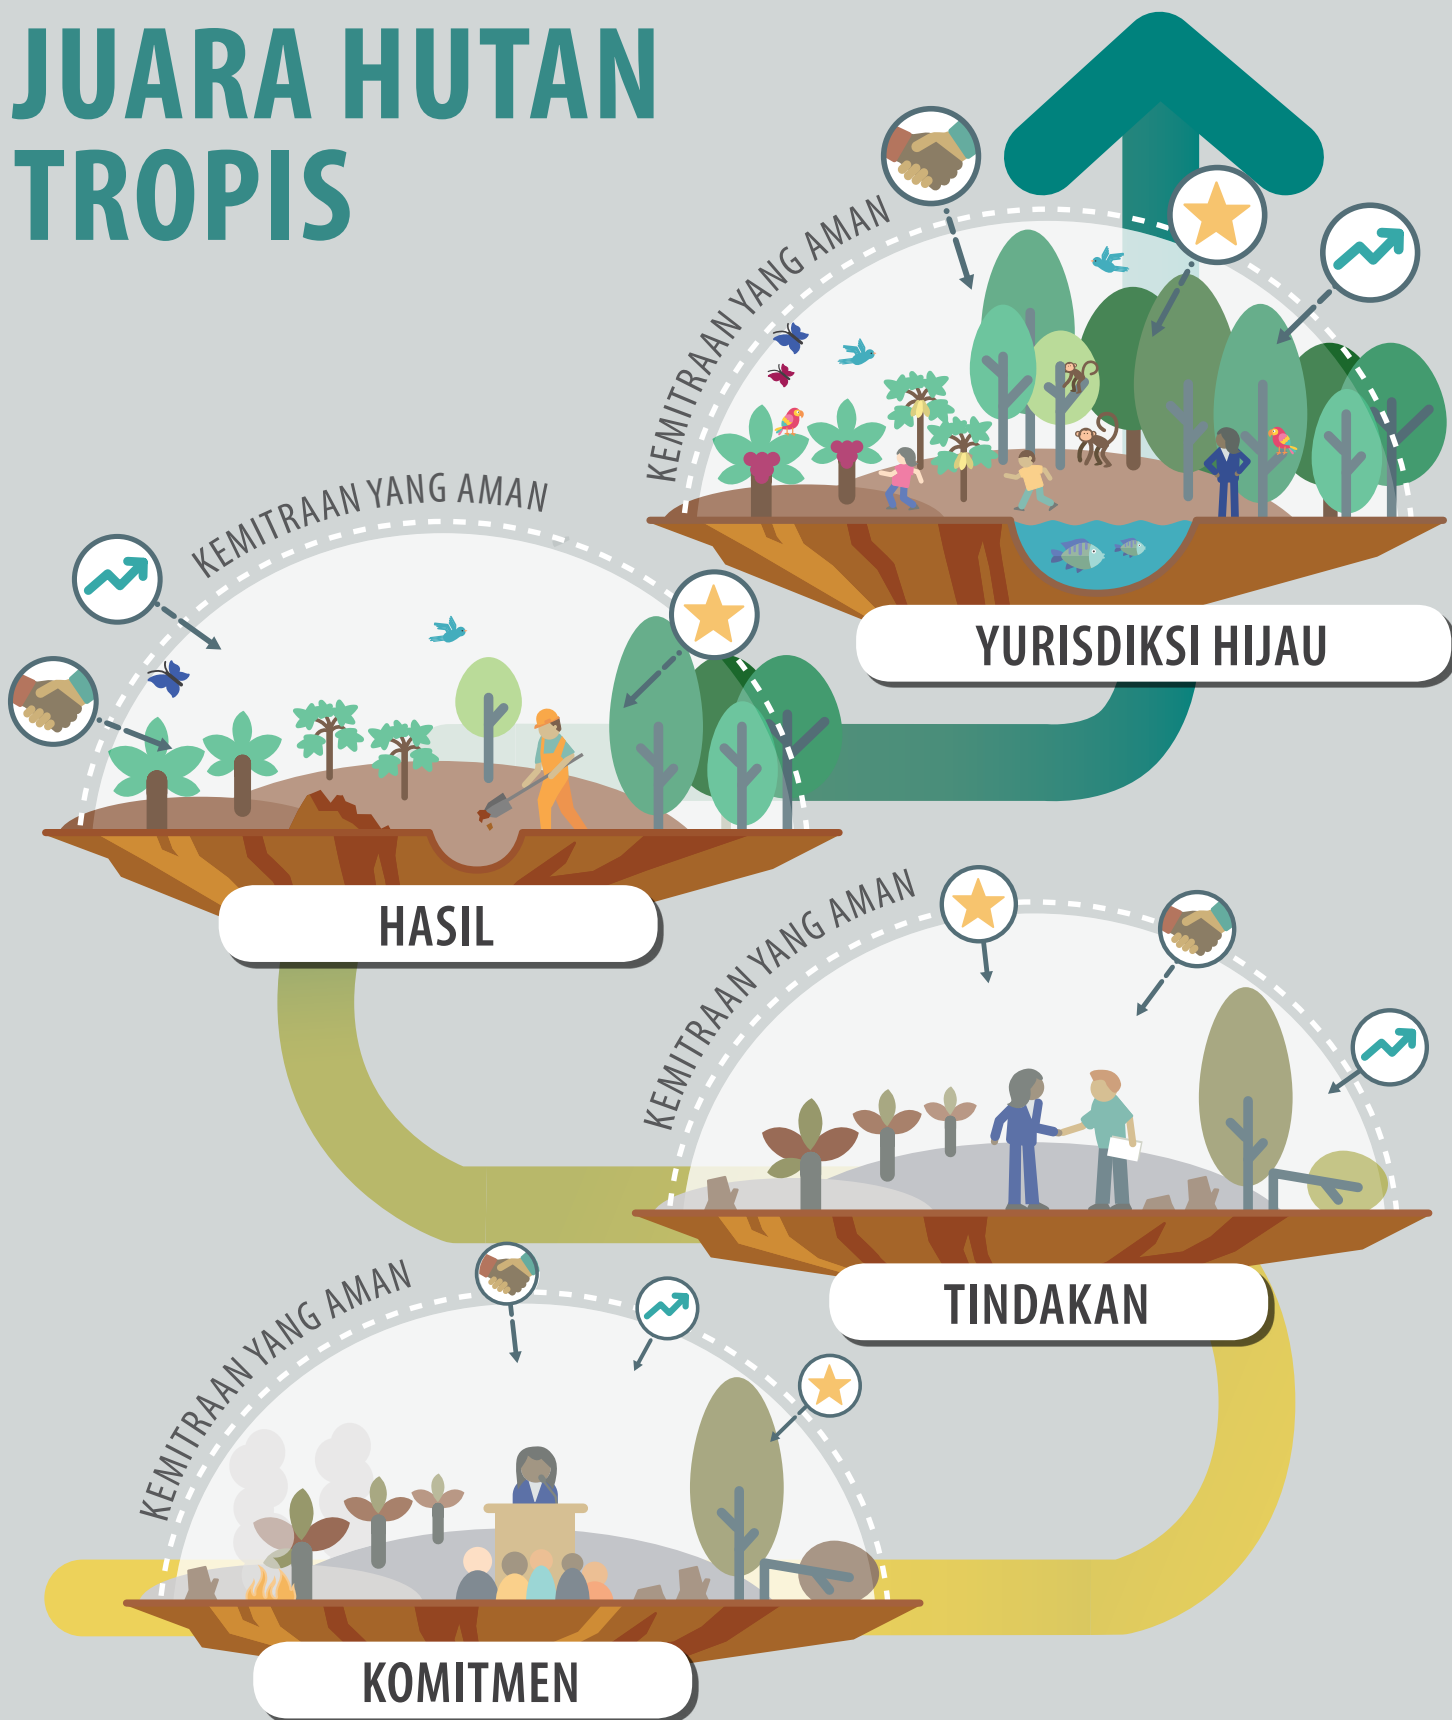 JUARA HUTAN
TROPIS
KEMITRAAN YANG AMAN
YURISDIKSI HIJAU
KEMITRAAN YANG AMAN
HASIL
KEMITRAAN YANG AMAN
TINDAKAN
KEMITRAAN YANG AMAN
KOMITMEN